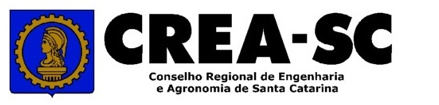 CREA-SC
Conselho Regional de Engenharia
e Agronomia de Santa Catarina